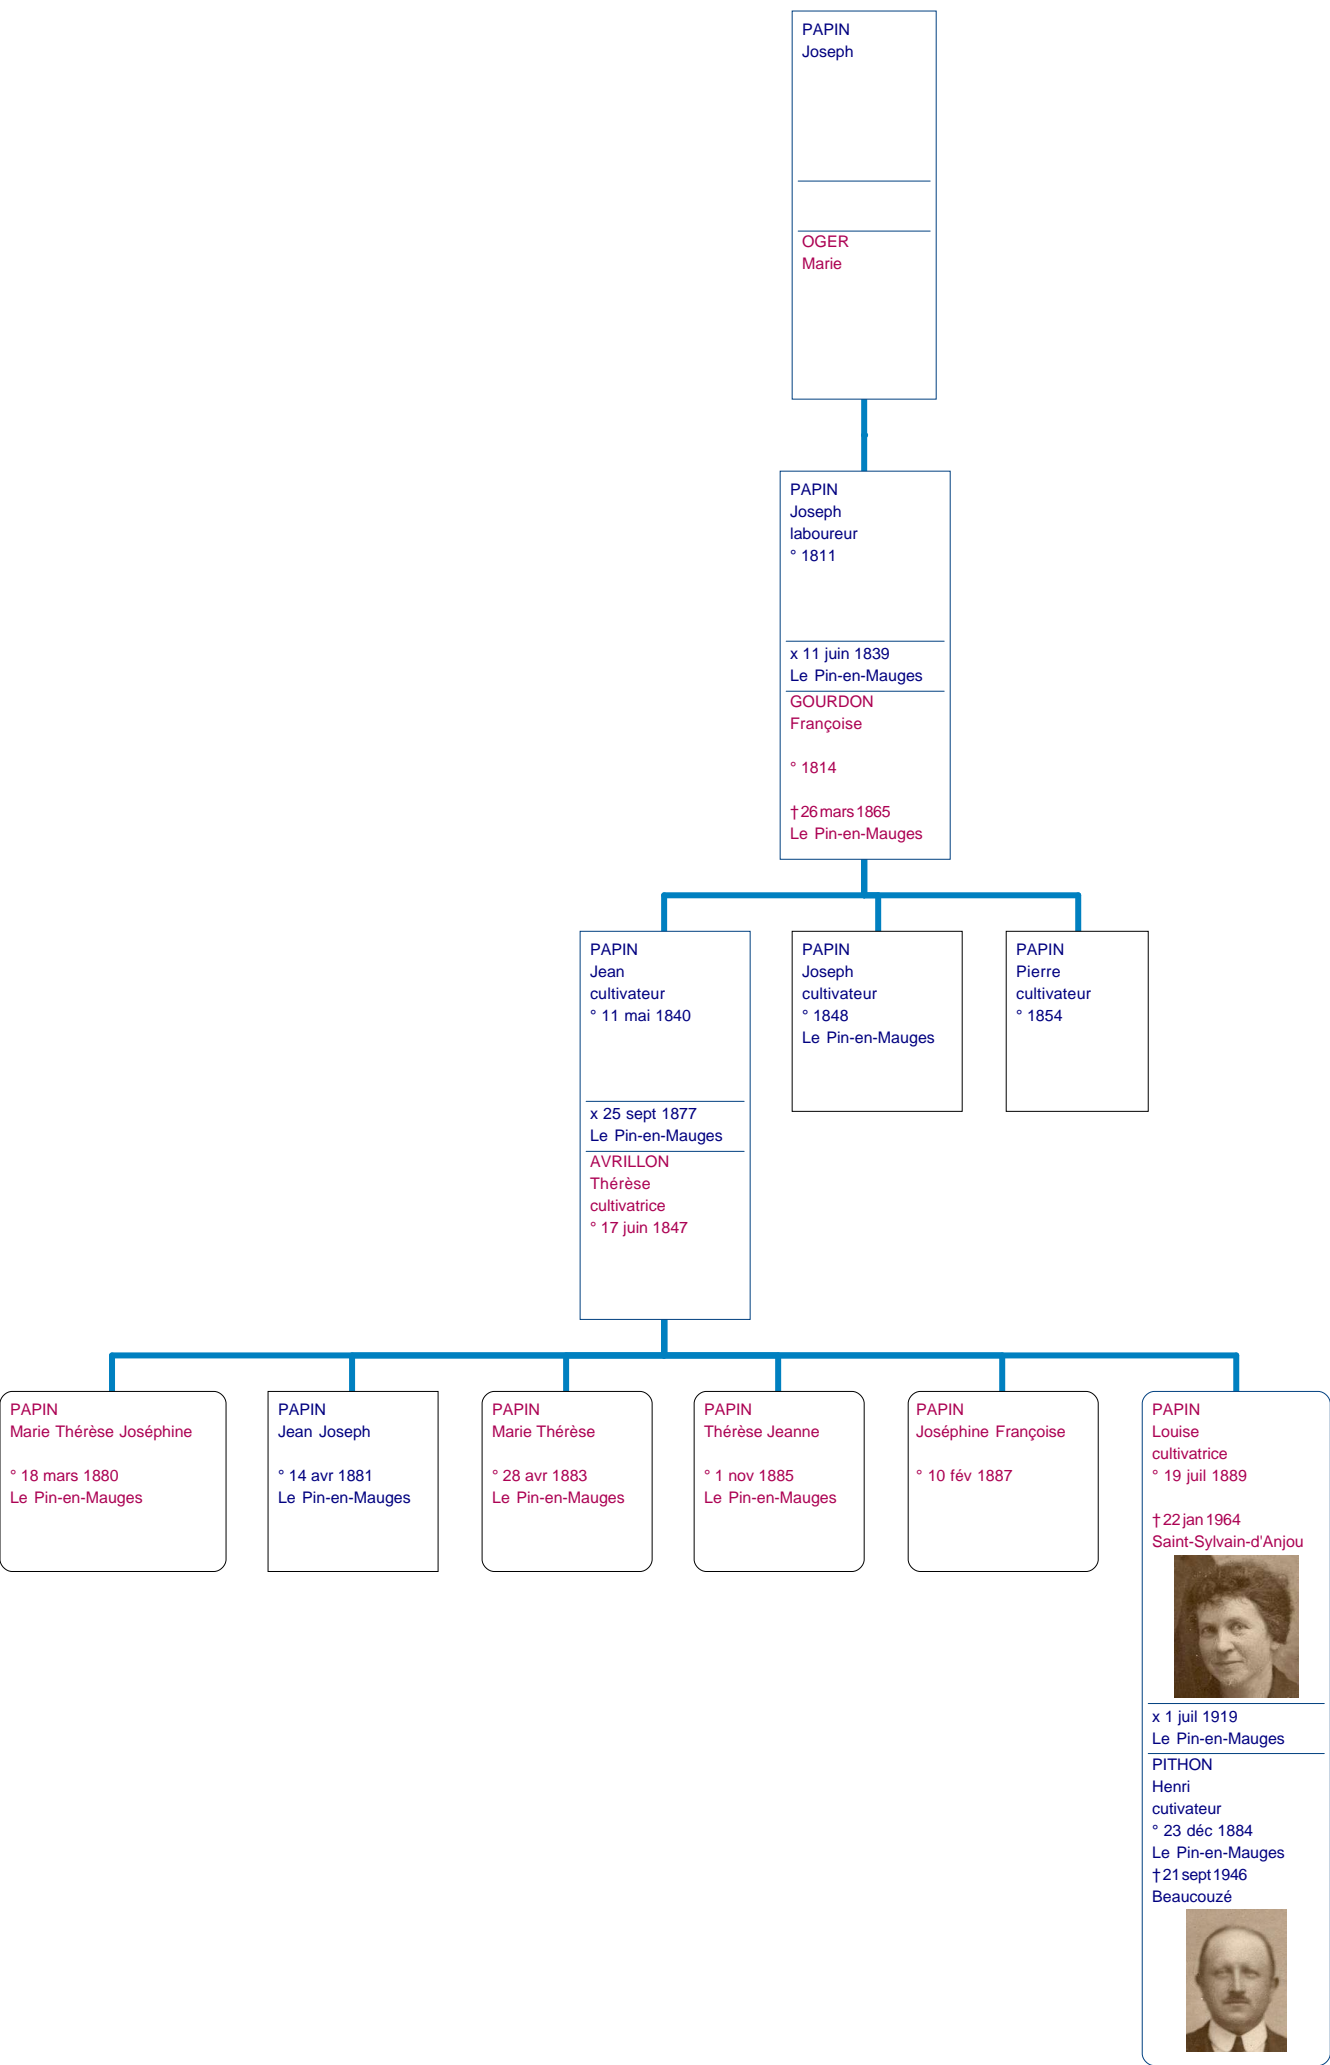 PAPIN
Joseph
OGER
Marie
PAPIN
Joseph
laboureur
° 1811
x 11 juin 1839
Le Pin-en-Mauges
GOURDON
Françoise
° 1814
† 26 mars 1865
Le Pin-en-Mauges
PAPIN
Jean
cultivateur
° 11 mai 1840
x 25 sept 1877
Le Pin-en-Mauges
AVRILLON
Thérèse
cultivatrice
° 17 juin 1847
PAPIN
Joseph
cultivateur
° 1848
Le Pin-en-Mauges
PAPIN
Pierre
cultivateur
° 1854
PAPIN
Marie Thérèse Joséphine
° 18 mars 1880
Le Pin-en-Mauges
PAPIN
Jean Joseph
° 14 avr 1881
Le Pin-en-Mauges
PAPIN
Marie Thérèse
° 28 avr 1883
Le Pin-en-Mauges
PAPIN
Thérèse Jeanne
° 1 nov 1885
Le Pin-en-Mauges
PAPIN
Joséphine Françoise
° 10 fév 1887
PAPIN
Louise
cultivatrice
° 19 juil 1889
† 22 jan 1964
Saint-Sylvain-d'Anjou
x 1 juil 1919
Le Pin-en-Mauges
PITHON
Henri
cutivateur
° 23 déc 1884
Le Pin-en-Mauges
† 21 sept 1946
Beaucouzé